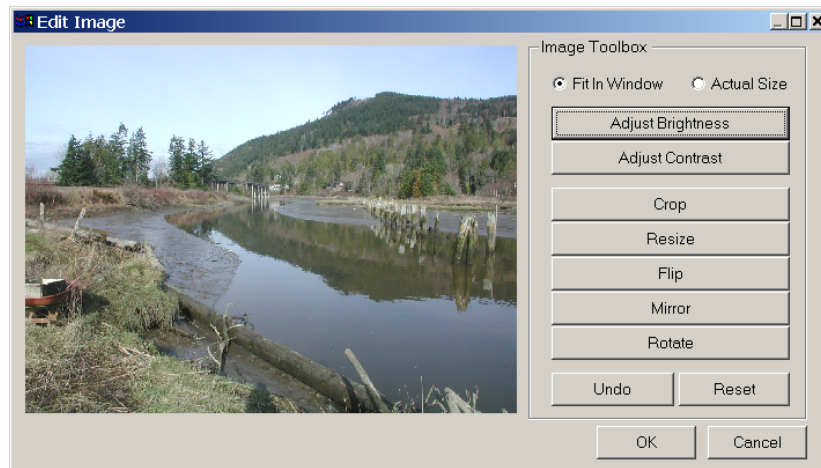 Edit Image
Image Toolbox
Fit In Window Actual Size
Adjust Brightness
Adjust Contrast
Crop
Resize
Flip
Mirror
Rotate
Undo Reset
OK Cancel